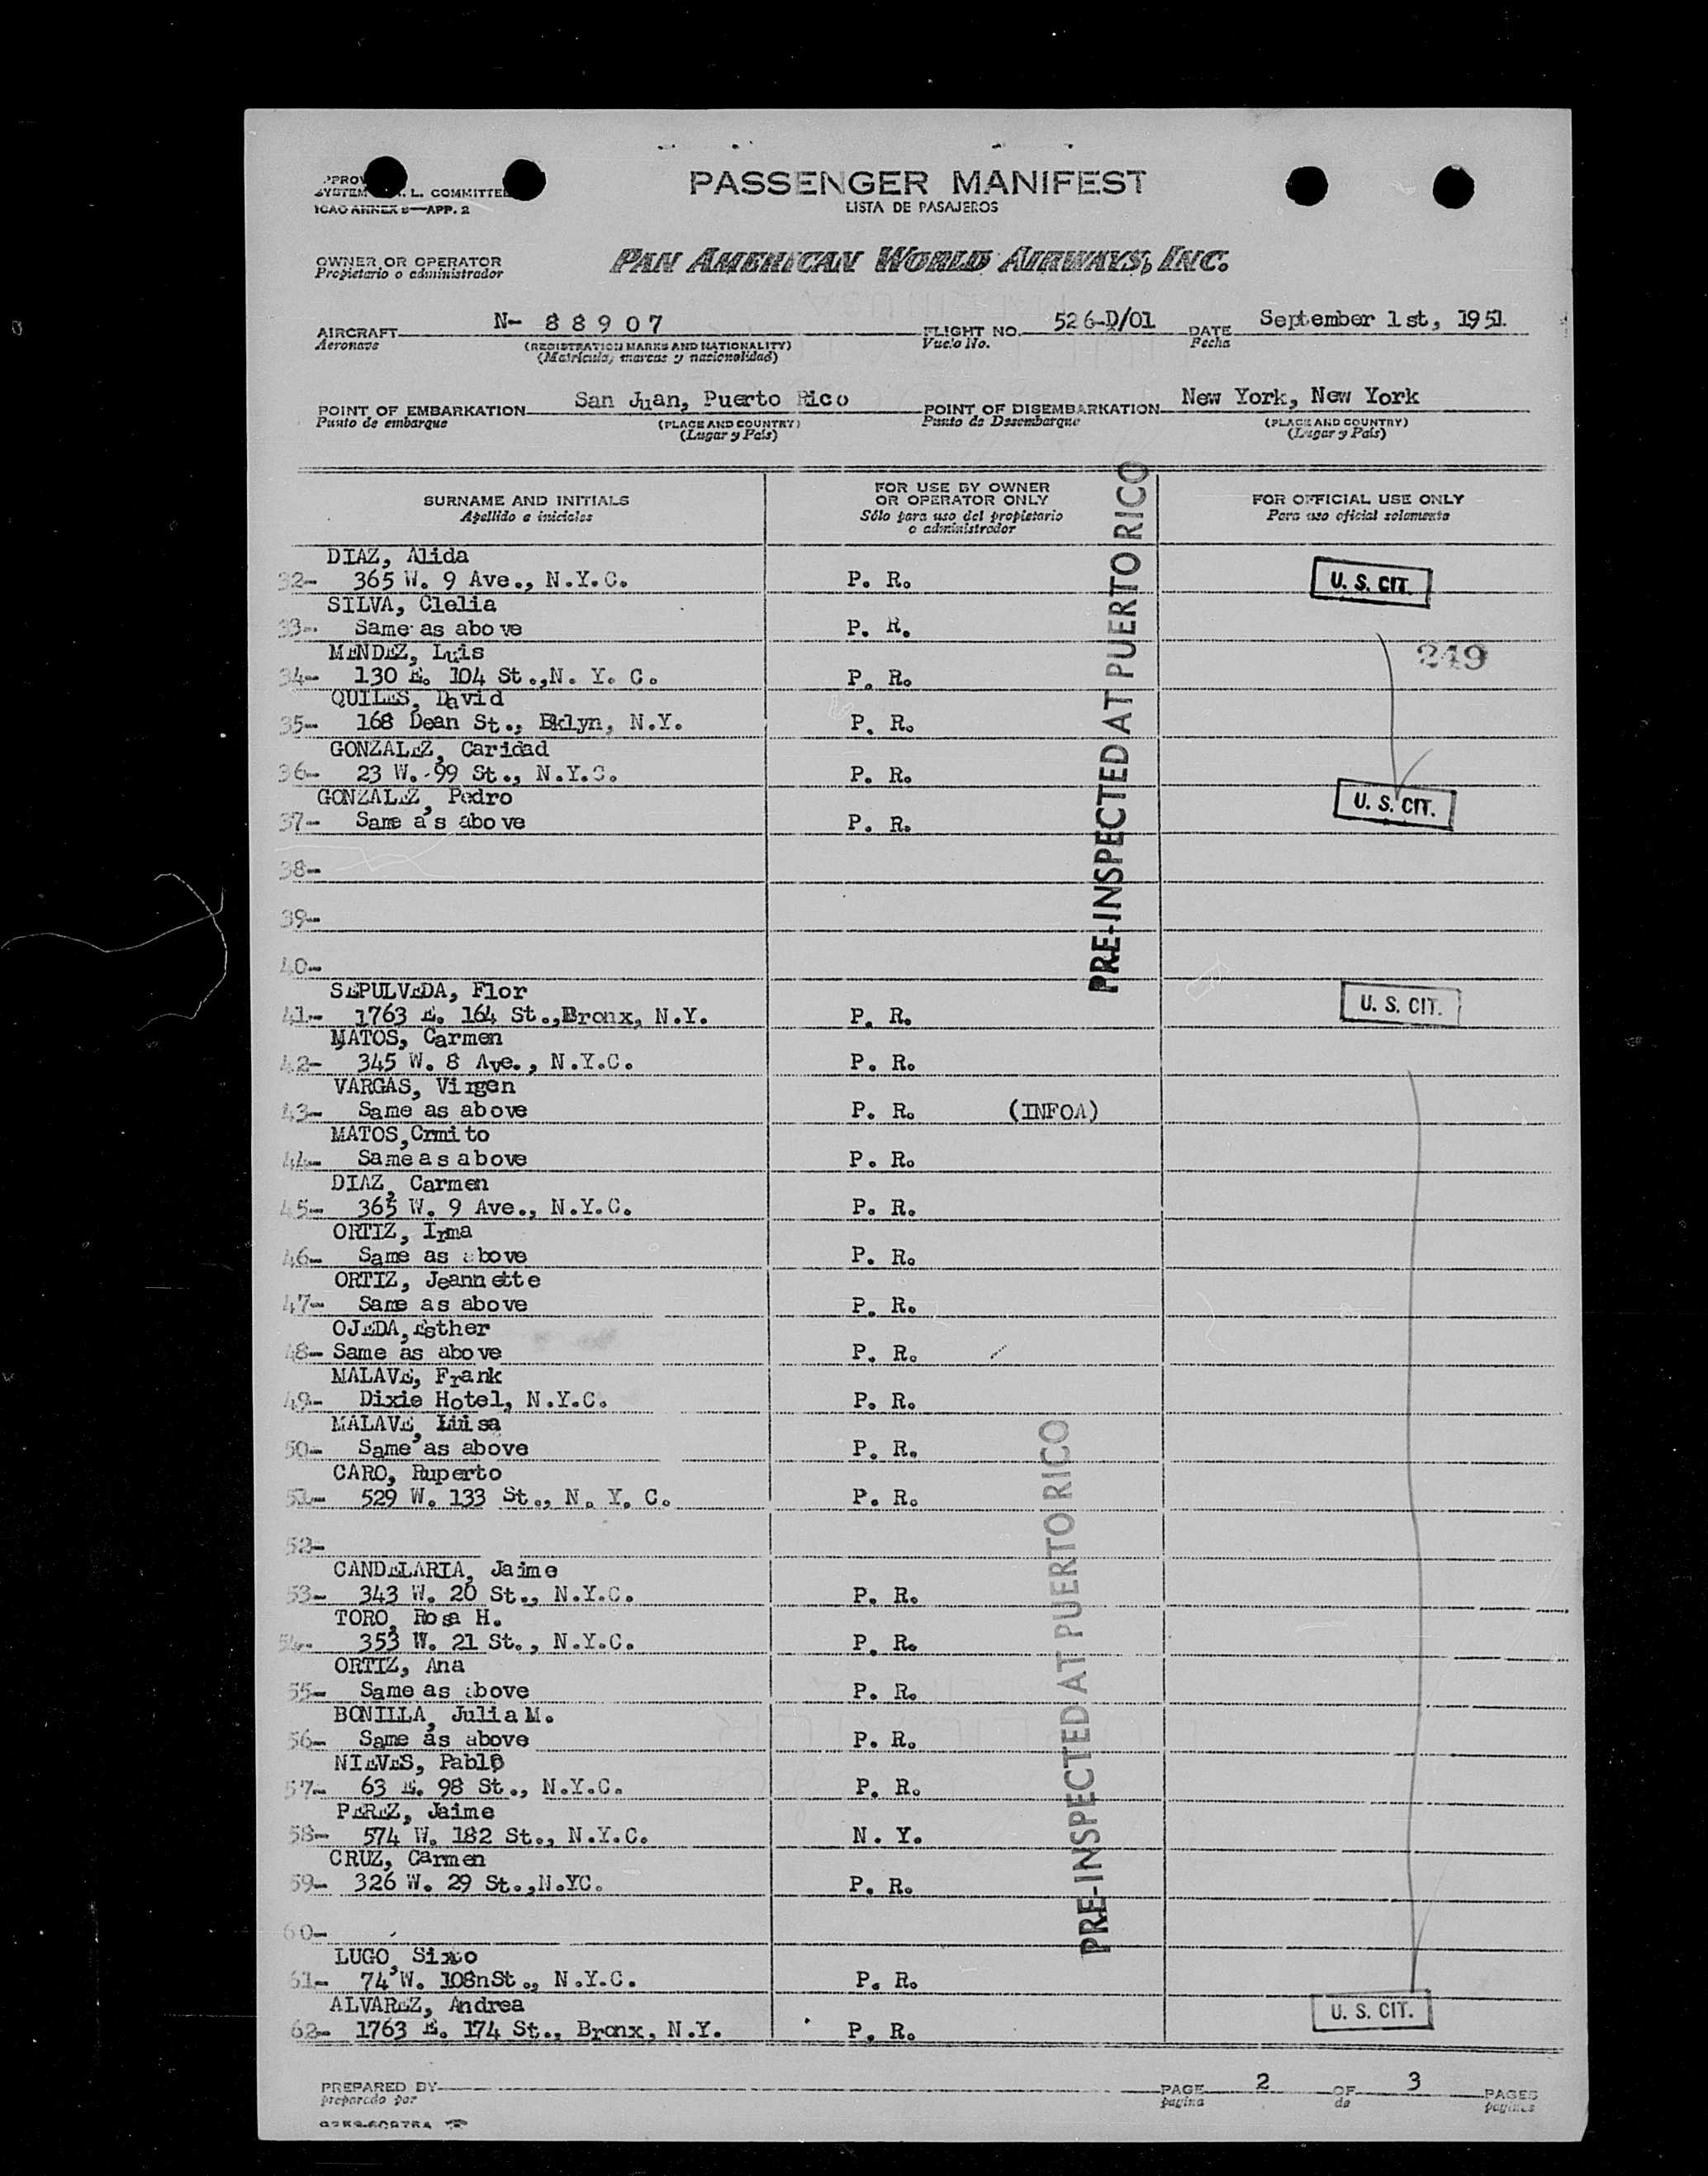 PASSENGER MANIFEST
LISTA DE PASAJEROS
L. COMMITTEE
ICAO ANNEX 9—APP. 2
OWNER OR OPERATOR
Propietario o administrador
PAN AMERICAN WORLD AIRWAYS, INC.
AIRCRAFT N- 88907 FLIGHT NO. 526-D/01 DATE September 1st, 1951
Aeronave (REGISTRATION MARKS AND NATIONALITY) Vuelo No. Fecha
(Matrícula, marcas y nacionalidad)
POINT OF EMBARKATION San Juan, Puerto Rico POINT OF DISEMBARKATION New York, New York
Punto de embarque (PLACE AND COUNTRY) Punto de Desembarque (PLACE AND COUNTRY)
(Lugar y País) (Lugar y País)
SURNAME AND INITIALS
Apellido e iniciales
FOR USE BY OWNER
OR OPERATOR ONLY
Sólo para uso del propietario
o administrador
FOR OFFICIAL USE ONLY
Para uso oficial solamente
PRE-INSPECTED AT PUERTO RICO
DIAZ, Alida
32- 365 W. 9 Ave., N.Y.C. P. R. U. S. CIT.
SILVA, Clelia
33- Same as above P. R.
MENDEZ, Luis 249
34- 130 E. 104 St.,N. Y. C. P. R.
QUILES, David
35- 168 Dean St., Bklyn, N.Y. P. R.
GONZALEZ, Caridad
36- 23 W. 99 St., N.Y.C. P. R.
GONZALEZ, Pedro U. S. CIT.
37- Same as above P. R.
38-
39-
40-
SEPULVEDA, Flor U. S. CIT.
41- 1763 E. 164 St.,Bronx, N.Y. P. R.
MATOS, Carmen
42- 345 W. 8 Ave., N.Y.C. P. R.
VARGAS, Virgen
43- Same as above P. R. (INFOA)
MATOS,Crmito
44- Same as above P. R.
DIAZ, Carmen
45- 365 W. 9 Ave., N.Y.C. P. R.
ORTIZ, Irma
46- Same as above P. R.
ORTIZ, Jeannette
47- Same as above P. R.
OJEDA,Esther
48- Same as above P. R.
MALAVE, Frank
49- Dixie Hotel, N.Y.C. P. R.
MALAVE, Luisa
50- Same as above P. R.
CARO, Ruperto
51- 529 W. 133 St., N. Y. C. P. R.
PRE-INSPECTED AT PUERTO RICO
52-
CANDELARIA, Jaime
53- 343 W. 20 St., N.Y.C. P. R.
TORO, Rosa H.
54- 353 W. 21 St., N.Y.C. P. R.
ORTIZ, Ana
55- Same as above P. R.
BONILLA, Julia M.
56- Same as above P. R.
NIEVES, Pablo
57- 63 E. 98 St., N.Y.C. P. R.
PEREZ, Jaime
58- 574 W. 182 St., N.Y.C. N. Y.
CRUZ, Carmen
59- 326 W. 29 St.,N.YC. P. R.
60-
LUGO, Sixto
61- 74 W. 108nSt., N.Y.C. P. R.
ALVAREZ, Andrea
62- 1763 E. 174 St., Bronx, N.Y. P. R. U. S. CIT.
PREPARED BY PAGE 2 OF 3 PAGES
preparado por página de páginas